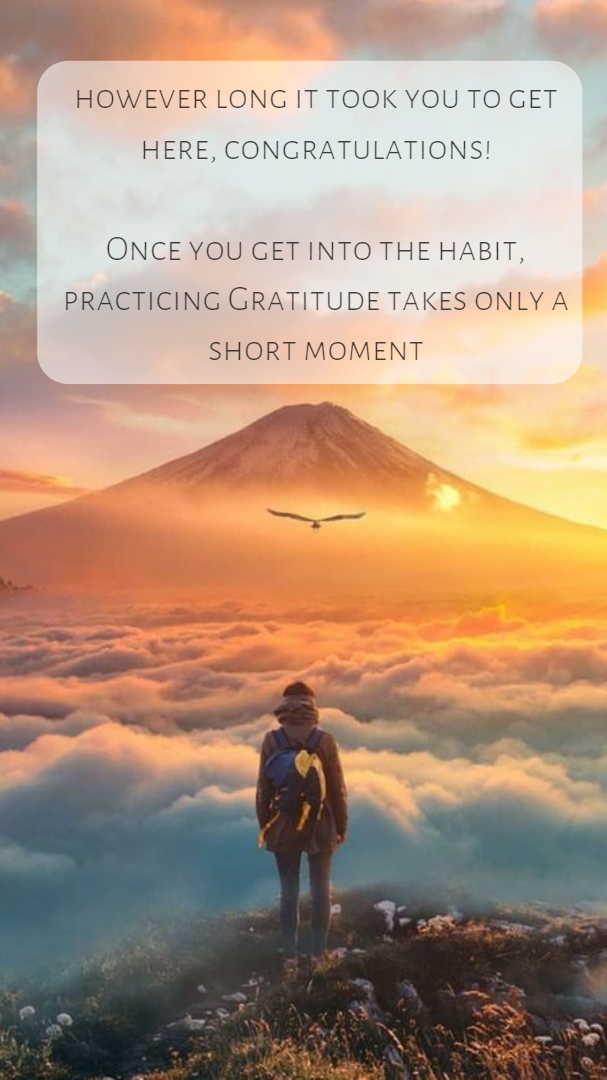 HOWEVER LONG IT TOOK YOU TO GET
HERE, CONGRATULATIONS!
ONCE YOU GET INTO THE HABIT,
PRACTICING GRATITUDE TAKES ONLY A
SHORT MOMENT